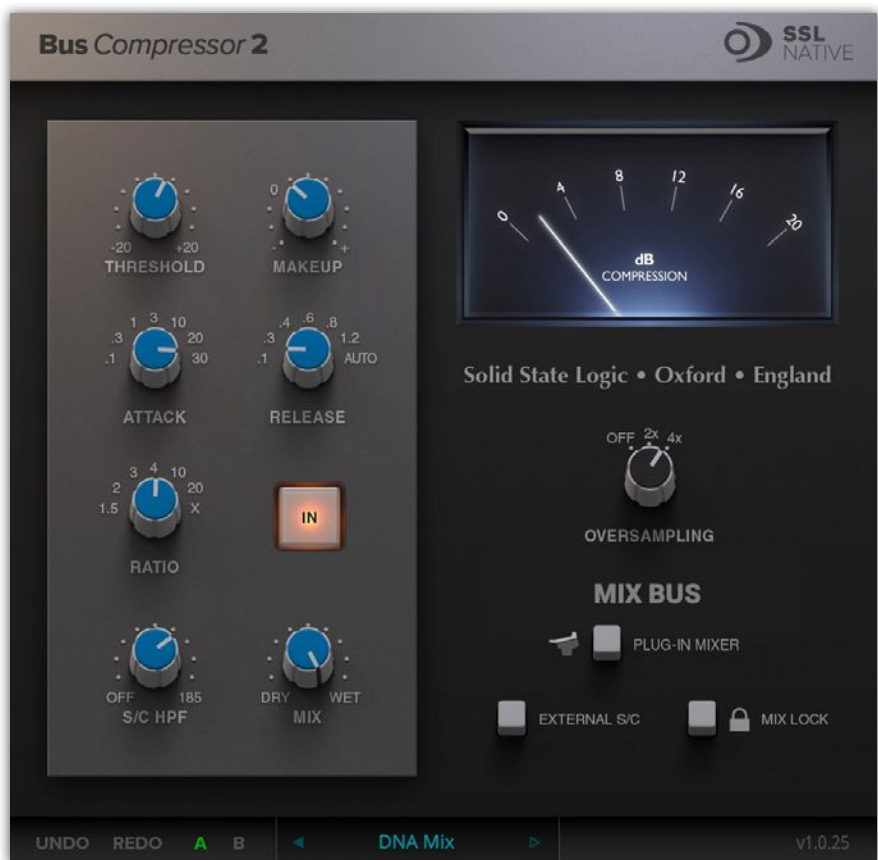 Bus Compressor 2
SSL
NATIVE
-20 +20
THRESHOLD
0
- +
MAKEUP
0 4 8 12 16 20
dB
COMPRESSION
.1 .3 1 3 10 20 30
ATTACK
.1 .3 .4 .6 .8 1.2 AUTO
RELEASE
Solid State Logic • Oxford • England
OFF 2x 4x
OVERSAMPLING
1.5 2 3 4 10 20 X
RATIO
IN
MIX BUS
PLUG-IN MIXER
OFF 185
S/C HPF
DRY WET
MIX
EXTERNAL S/C
MIX LOCK
UNDO REDO A B DNA Mix v1.0.25